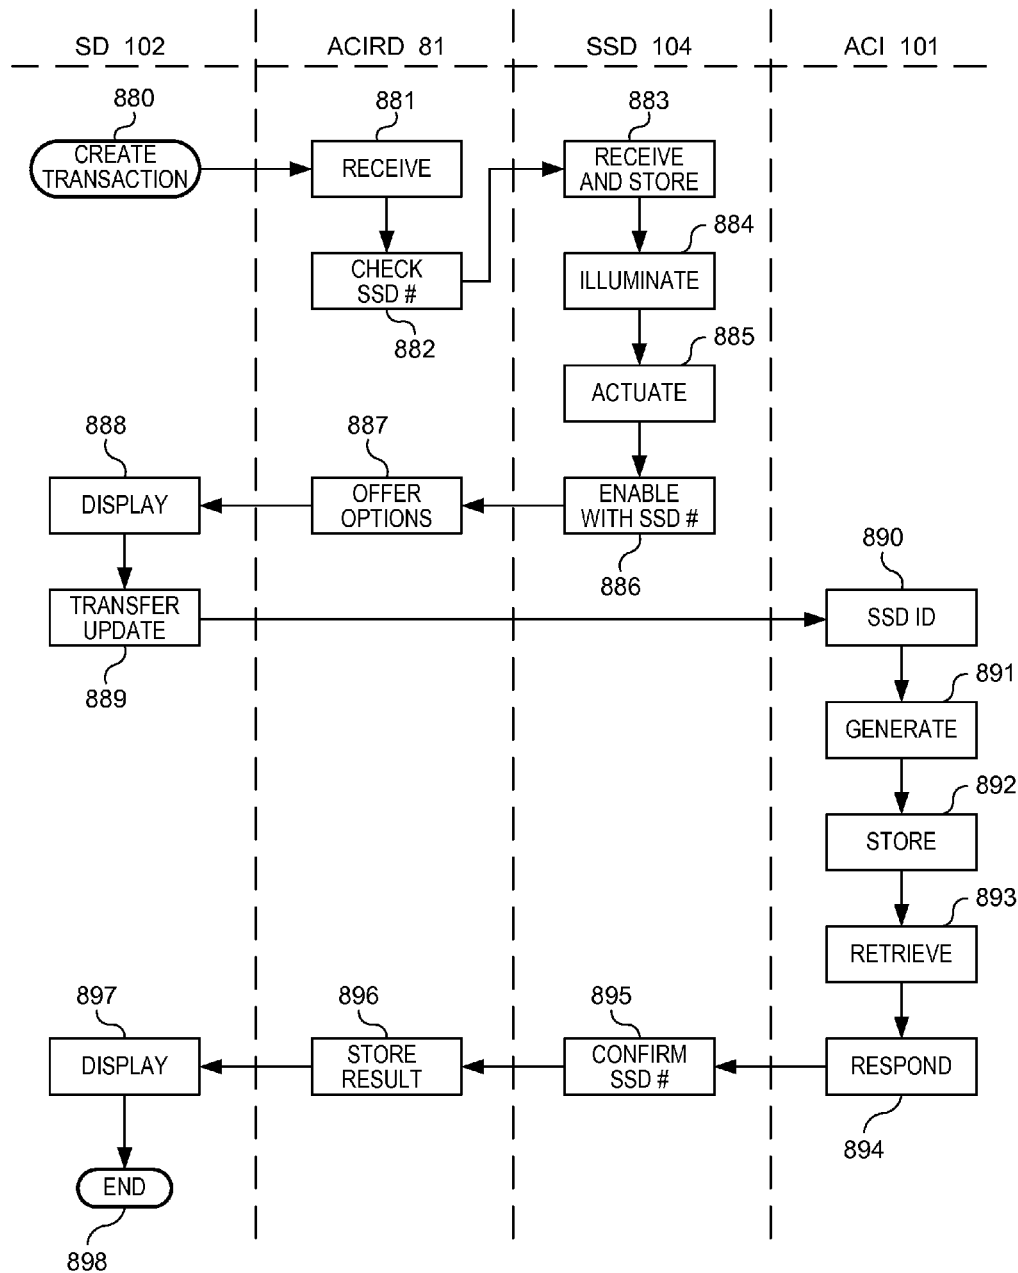 SD 102
ACIRD 81
SSD 104
ACI 101
880
CREATE
TRANSACTION
881
RECEIVE
883
RECEIVE
AND STORE
884
CHECK
SSD #
882
ILLUMINATE
885
ACTUATE
888
DISPLAY
887
OFFER
OPTIONS
ENABLE
WITH SSD #
886
890
TRANSFER
UPDATE
889
SSD ID
891
GENERATE
892
STORE
893
RETRIEVE
897
DISPLAY
896
STORE
RESULT
895
CONFIRM
SSD #
RESPOND
894
END
898